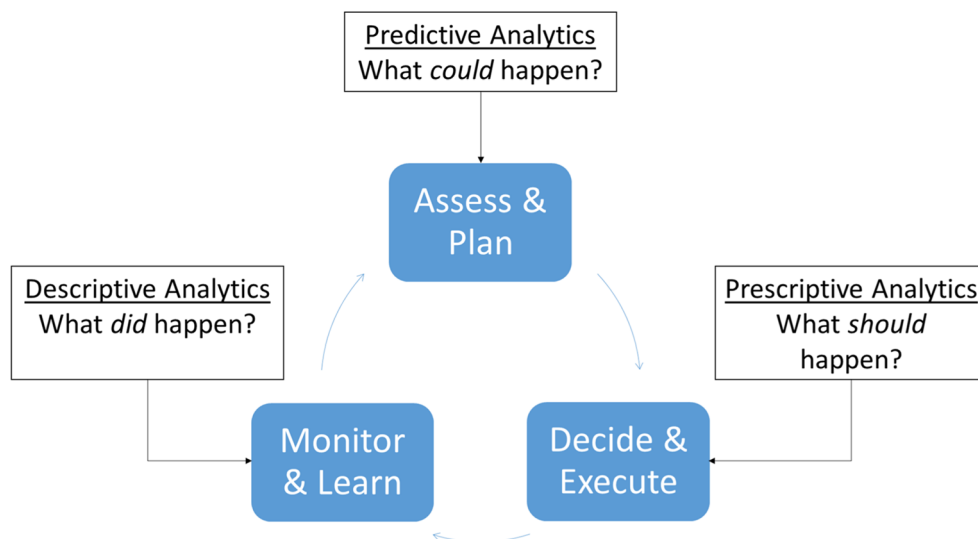 Predictive Analytics
What could happen?
Assess &
Plan
Descriptive Analytics
What did happen?
Prescriptive Analytics
What should
happen?
Monitor
& Learn
Decide &
Execute